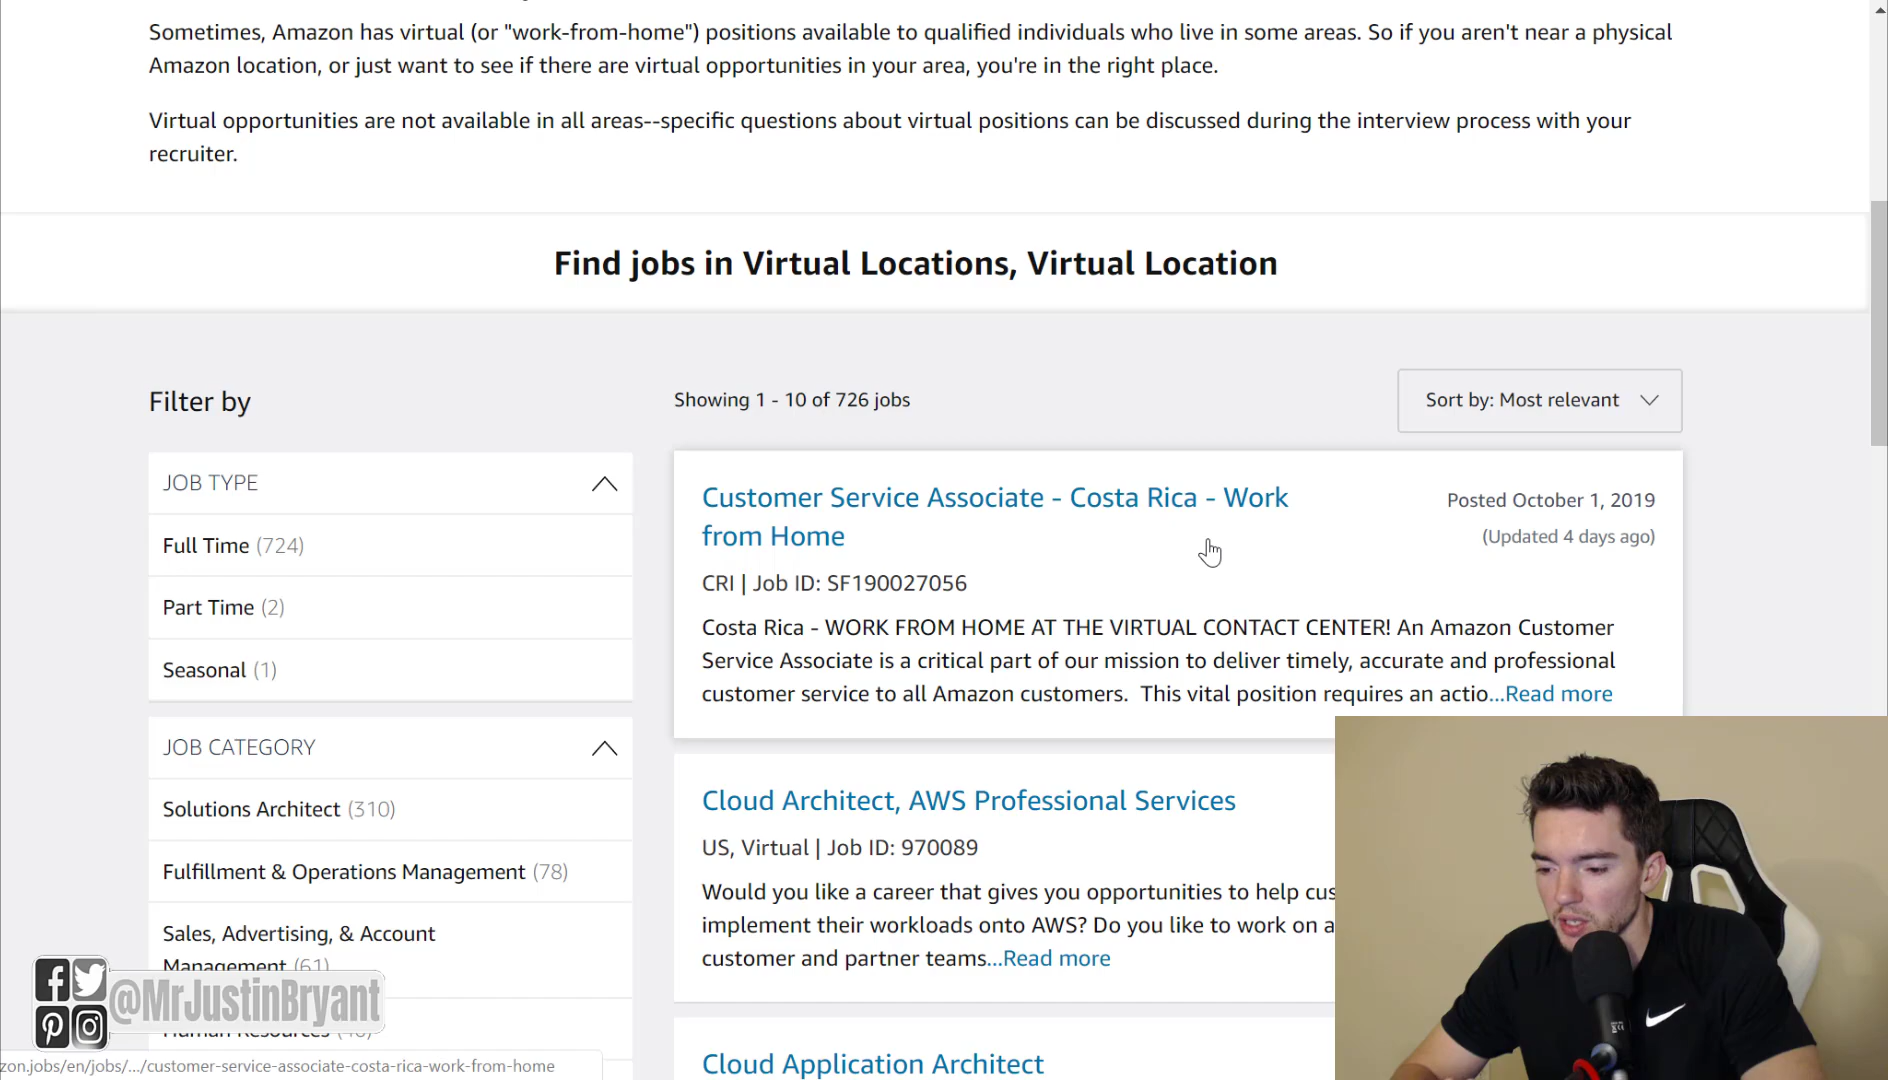 Sometimes, Amazon has virtual (or "work-from-home") positions available to qualified individuals who live in some areas. So if you aren't near a physical
Amazon location, or just want to see if there are virtual opportunities in your area, you're in the right place.
Virtual opportunities are not available in all areas--specific questions about virtual positions can be discussed during the interview process with your
recruiter.
Find jobs in Virtual Locations, Virtual Location
Filter by
Showing 1 - 10 of 726 jobs
Sort by: Most relevant
JOB TYPE
Full Time (724)
Part Time (2)
Seasonal (1)
JOB CATEGORY
Solutions Architect (310)
Fulfillment & Operations Management (78)
Sales, Advertising, & Account
Management (61)
Human Resources
Customer Service Associate - Costa Rica - Work
from Home
Posted October 1, 2019
(Updated 4 days ago)
CRI | Job ID: SF190027056
Costa Rica - WORK FROM HOME AT THE VIRTUAL CONTACT CENTER! An Amazon Customer
Service Associate is a critical part of our mission to deliver timely, accurate and professional
customer service to all Amazon customers.  This vital position requires an actio...Read more
Cloud Architect, AWS Professional Services
US, Virtual | Job ID: 970089
Would you like a career that gives you opportunities to help cus
implement their workloads onto AWS? Do you like to work on a
customer and partner teams...Read more
Cloud Application Architect
@MrJustinBryant
zon.jobs/en/jobs/.../customer-service-associate-costa-rica-work-from-home